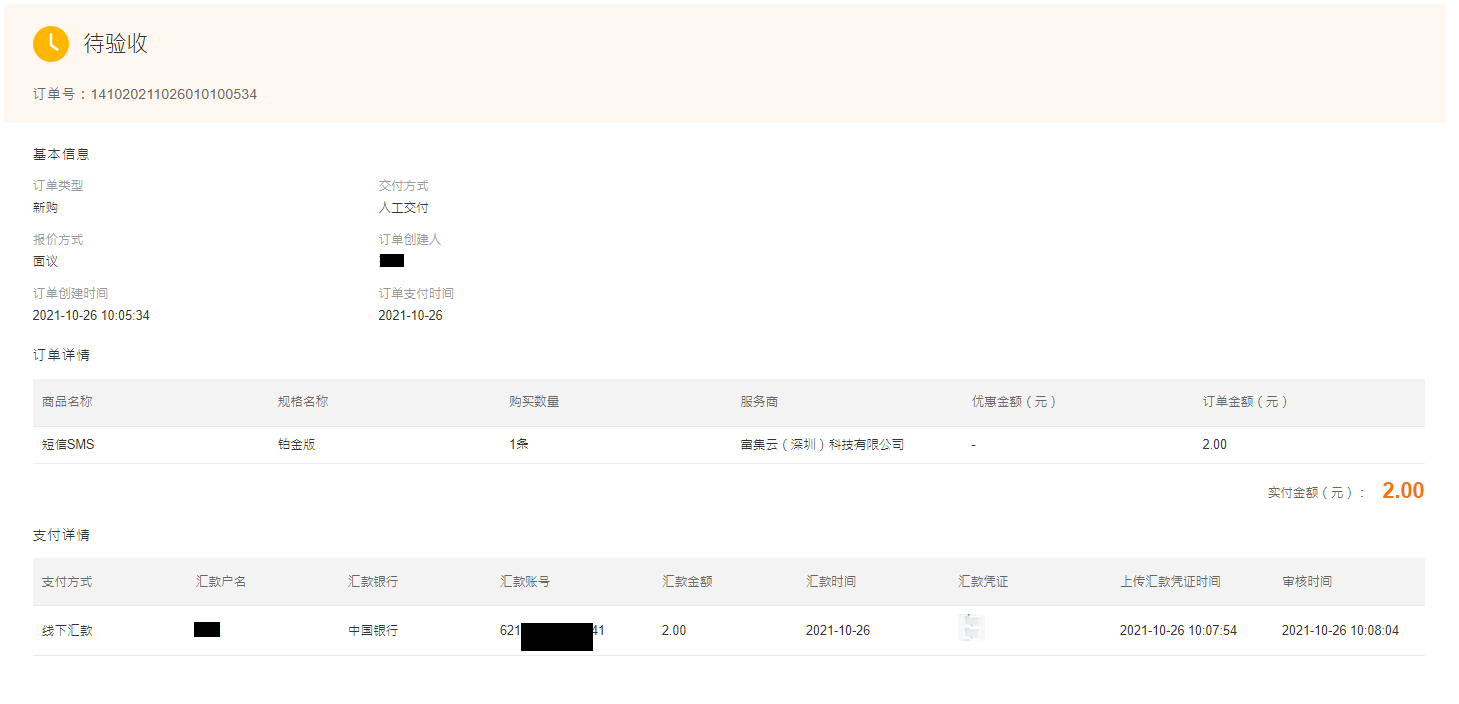 待验收
订单号：141020211026010100534
基本信息
订单类型 交付方式
新购 人工交付
报价方式 订单创建人
面议
订单创建时间 订单支付时间
2021-10-26 10:05:34 2021-10-26
订单详情
商品名称 规格名称 购买数量 服务商 优惠金额（元） 订单金额（元）
短信SMS 铂金版 1条 富集云（深圳）科技有限公司 - 2.00
实付金额（元）： 2.00
支付详情
支付方式 汇款户名 汇款银行 汇款账号 汇款金额 汇款时间 汇款凭证 上传汇款凭证时间 审核时间
线下汇款 中国银行 621 41 2.00 2021-10-26 2021-10-26 10:07:54 2021-10-26 10:08:04